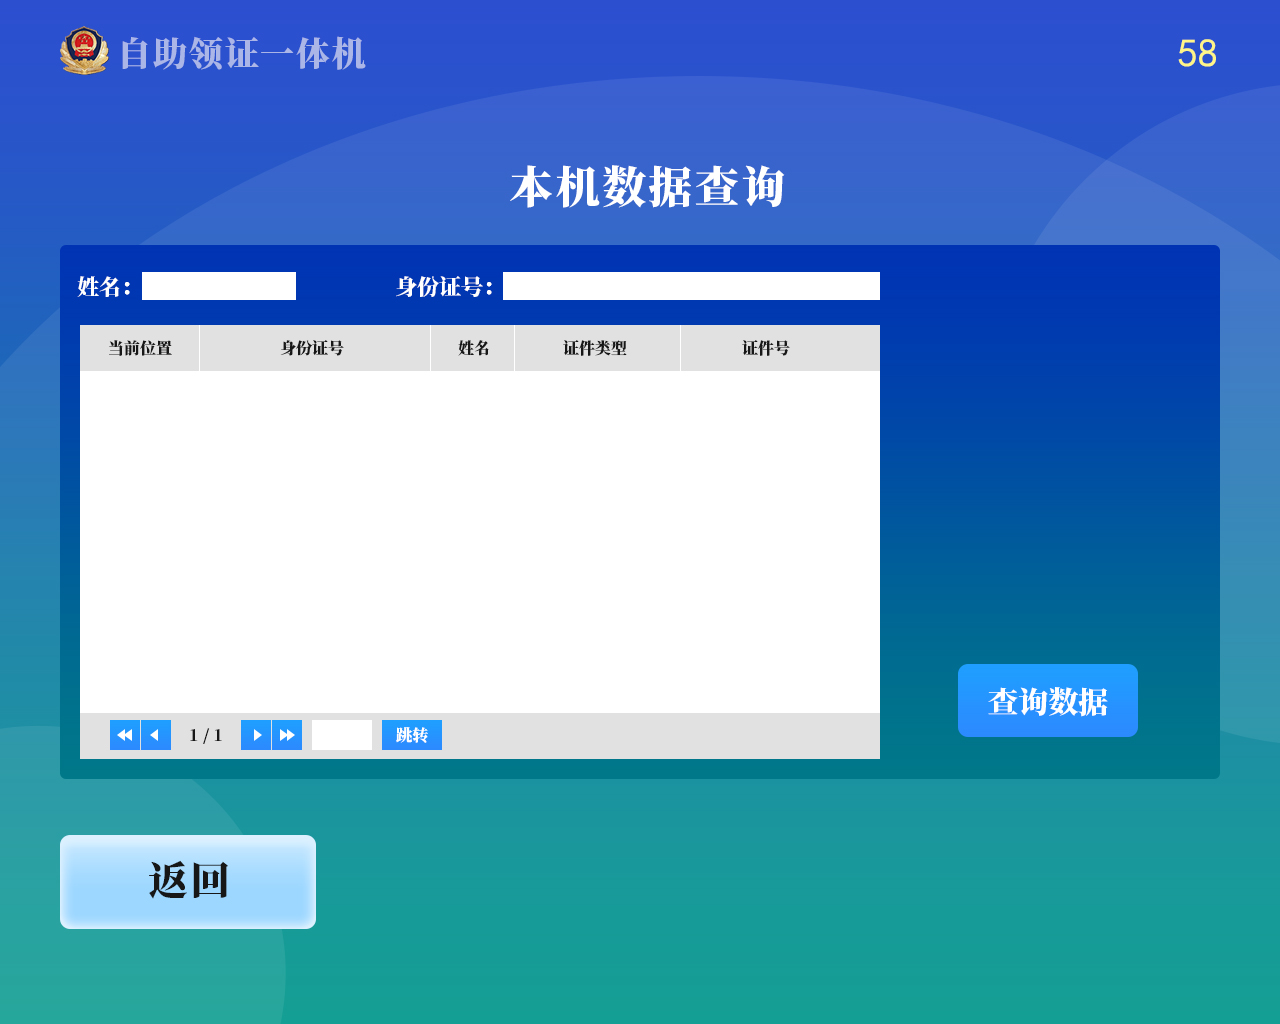 自助领证一体机
58
本机数据查询
姓名: 身份证号:
当前位置 身份证号 姓名 证件类型 证件号
1 / 1 跳转
查询数据
返回